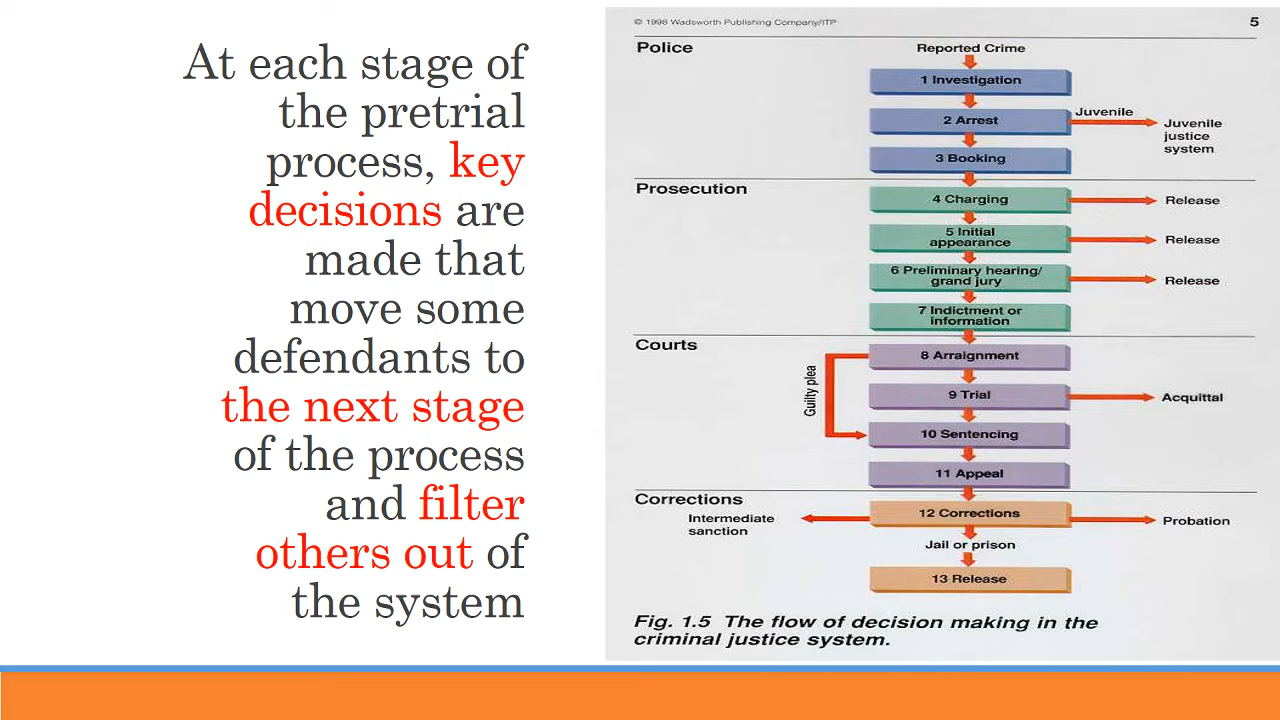 At each stage of
the pretrial
process, key
decisions are
made that
move some
defendants to
the next stage
of the process
and filter
others out of
the system
© 1998 Wadsworth Publishing Company/ITP
5
Police
Reported Crime
1 Investigation
2 Arrest
Juvenile
Juvenile
justice
system
3 Booking
Prosecution
4 Charging
Release
5 Initial
appearance
Release
6 Preliminary hearing/
grand jury
Release
7 Indictment or
information
Courts
8 Arraignment
Guilty plea
9 Trial
Acquittal
10 Sentencing
11 Appeal
Corrections
12 Corrections
Intermediate
sanction
Probation
Jail or prison
13 Release
Fig. 1.5 The flow of decision making in the
criminal justice system.